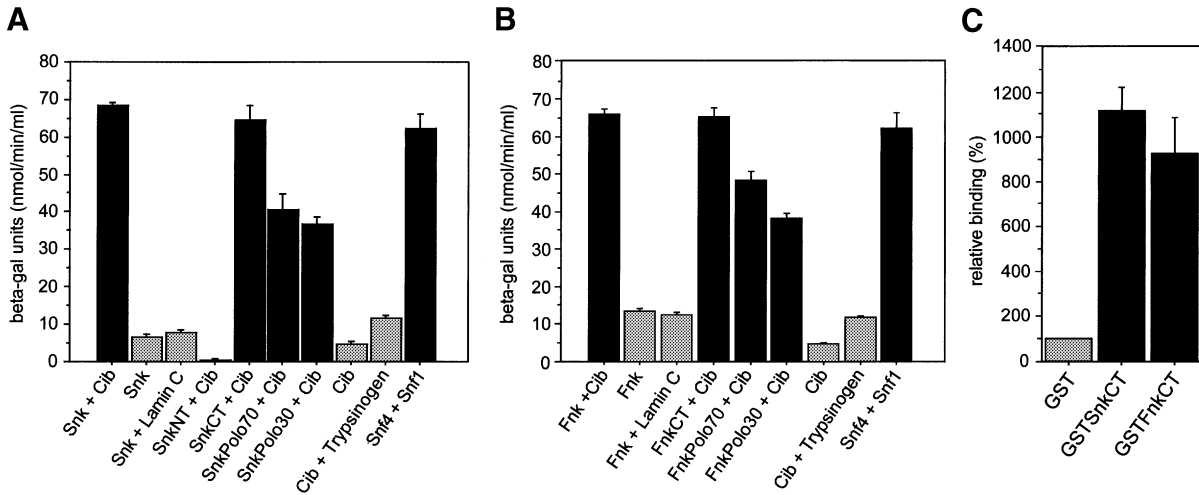 A
beta-gal units (nmol/min/ml)
80
70
60
50
40
30
20
10
0
Snk + Cib
Snk
Snk + Lamin C
SnkNT + Cib
SnkCT + Cib
SnkPolo70 + Cib
SnkPolo30 + Cib
Cib
Cib + Trypsinogen
Snf4 + Snf1
B
beta-gal units (nmol/min/ml)
80
70
60
50
40
30
20
10
0
Fnk +Cib
Fnk
Fnk + Lamin C
FnkCT + Cib
FnkPolo70 + Cib
FnkPolo30 + Cib
Cib
Cib + Trypsinogen
Snf4 + Snf1
C
relative binding (%)
1400
1200
1000
800
600
400
200
0
GST
GSTSnkCT
GSTFnkCT